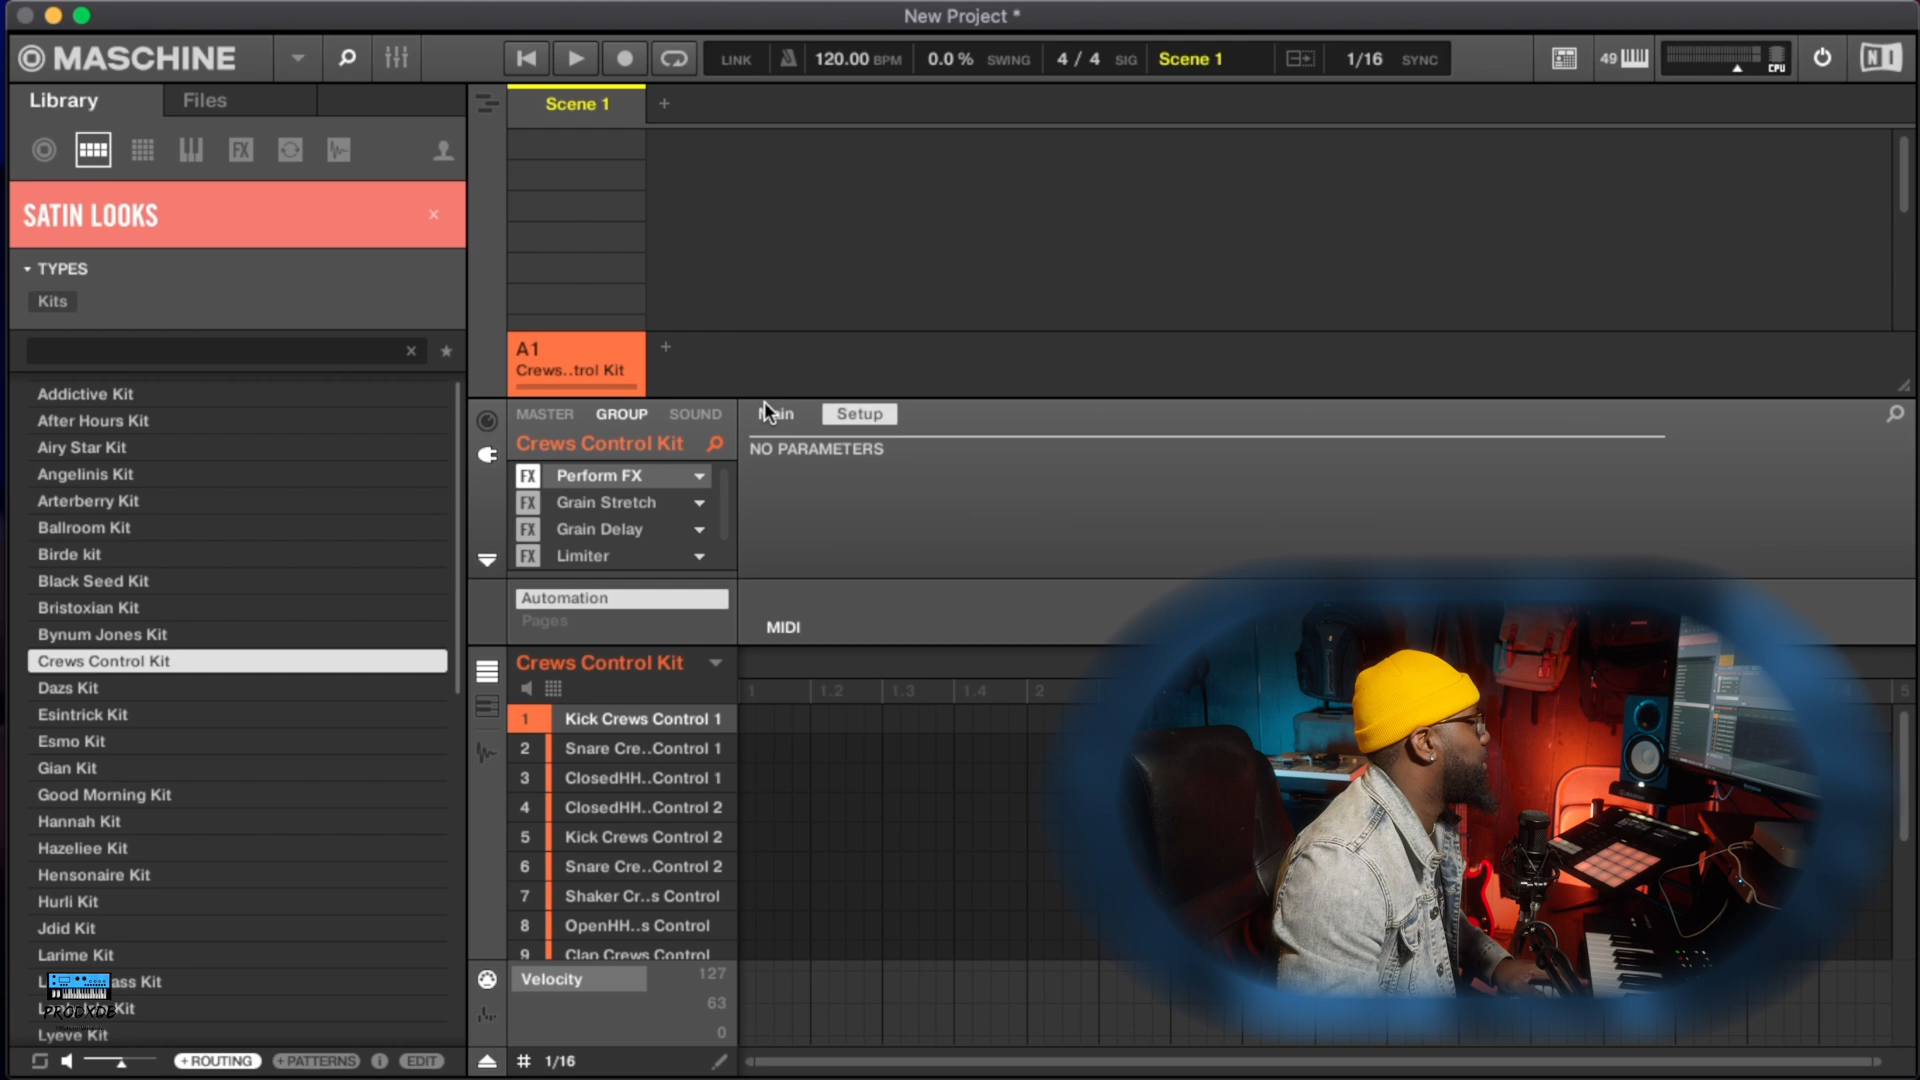 New Project *
MASCHINE
LINK
120.00 BPM
0.0 % SWING
4 / 4 SIG
Scene 1
1/16 SYNC
49
CPU
NI
Library
Files
Scene 1
+
FX
SATIN LOOKS
×
TYPES
Kits
Addictive Kit
After Hours Kit
Airy Star Kit
Angelinis Kit
Arterberry Kit
Ballroom Kit
Birde kit
Black Seed Kit
Bristoxian Kit
Bynum Jones Kit
Crews Control Kit
Dazs Kit
Esintrick Kit
Esmo Kit
Gian Kit
Good Morning Kit
Hannah Kit
Hazeliee Kit
Hensonaire Kit
Hurli Kit
Jdid Kit
Larime Kit
Lyeve Kit
PRODXDB
+ ROUTING
+ PATTERNS
i
EDIT
A1
Crews..trol Kit
+
MASTER
GROUP
SOUND
Setup
Crews Control Kit
NO PARAMETERS
FX Perform FX
FX Grain Stretch
FX Grain Delay
FX Limiter
Automation
Pages
MIDI
Crews Control Kit
1
1.2
1.3
1.4
2
5
1 Kick Crews Control 1
2 Snare Cre..Control 1
3 ClosedHH..Control 1
4 ClosedHH..Control 2
5 Kick Crews Control 2
6 Snare Cre..Control 2
7 Shaker Cr..s Control
8 OpenHH..s Control
9 Clap Crews Control
Velocity
127
63
0
# 1/16